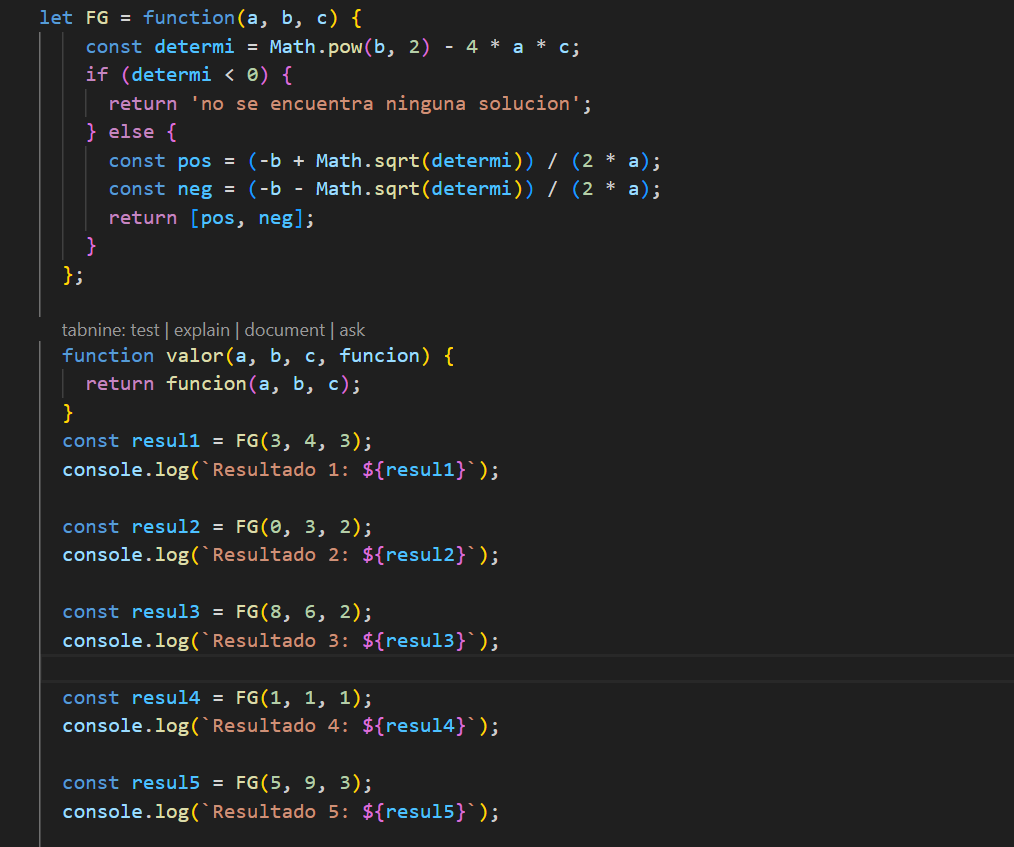 let FG = function(a, b, c) {
const determi = Math.pow(b, 2) - 4 * a * c;
if (determi < 0) {
return 'no se encuentra ninguna solucion';
} else {
const pos = (-b + Math.sqrt(determi)) / (2 * a);
const neg = (-b - Math.sqrt(determi)) / (2 * a);
return [pos, neg];
}
};
tabnine: test | explain | document | ask
function valor(a, b, c, funcion) {
return funcion(a, b, c);
}
const resul1 = FG(3, 4, 3);
console.log(`Resultado 1: ${resul1}`);
const resul2 = FG(0, 3, 2);
console.log(`Resultado 2: ${resul2}`);
const resul3 = FG(8, 6, 2);
console.log(`Resultado 3: ${resul3}`);
const resul4 = FG(1, 1, 1);
console.log(`Resultado 4: ${resul4}`);
const resul5 = FG(5, 9, 3);
console.log(`Resultado 5: ${resul5}`);